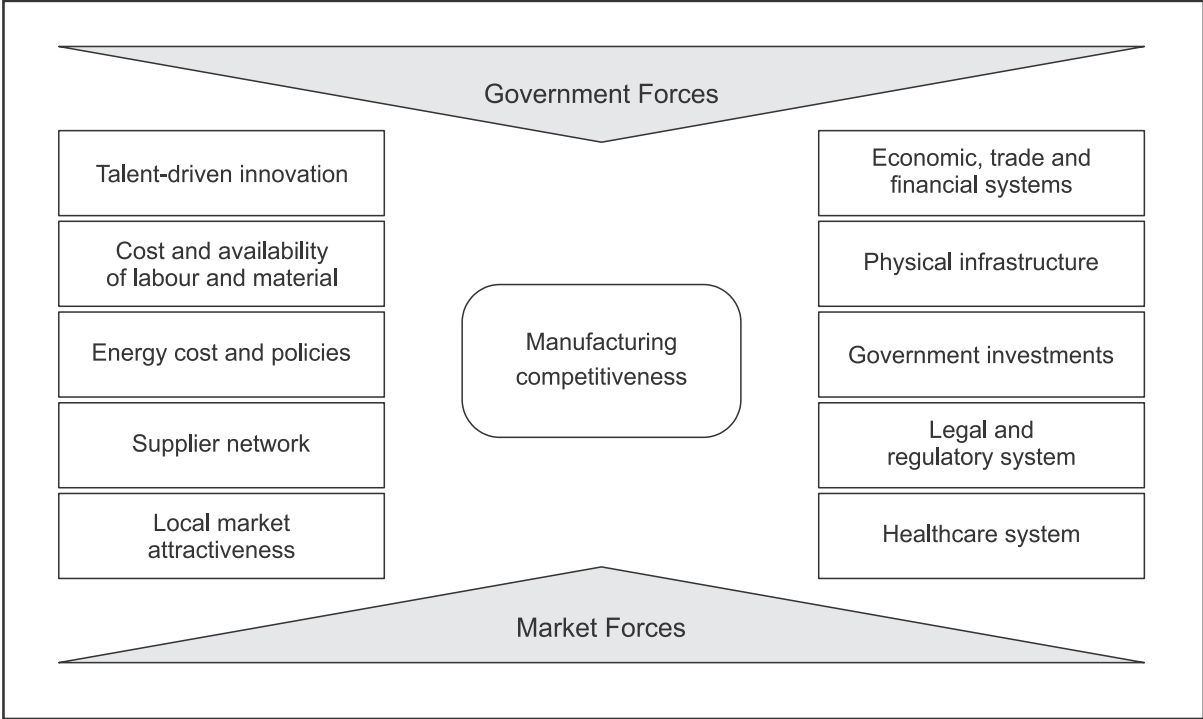 Government Forces
Talent-driven innovation
Cost and availability
of labour and material
Energy cost and policies
Supplier network
Local market
attractiveness
Manufacturing
competitiveness
Economic, trade and
financial systems
Physical infrastructure
Government investments
Legal and
regulatory system
Healthcare system
Market Forces